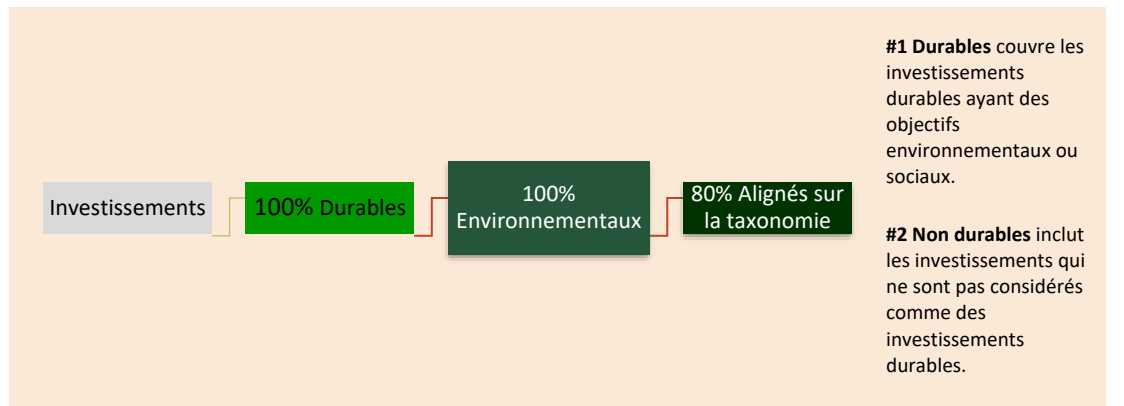 Investissements
100% Durables
100%
Environnementaux
80% Alignés sur
la taxonomie
#1 Durables couvre les
investissements
durables ayant des
objectifs
environnementaux ou
sociaux.
#2 Non durables inclut
les investissements qui
ne sont pas considérés
comme des
investissements
durables.